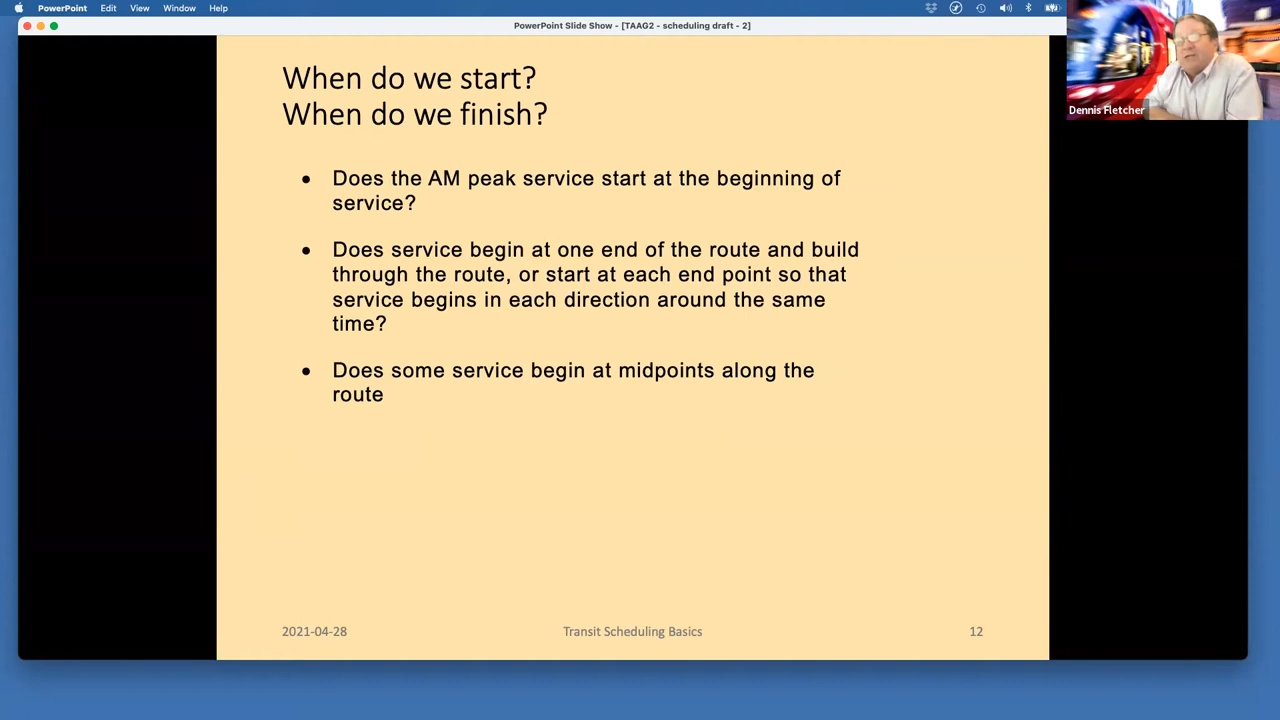 PowerPoint Edit View Window Help
PowerPoint Slide Show - [TAAG2 - scheduling draft - 2]
Dennis Fletcher
When do we start?
When do we finish?
• Does the AM peak service start at the beginning of
service?
• Does service begin at one end of the route and build
through the route, or start at each end point so that
service begins in each direction around the same
time?
• Does some service begin at midpoints along the
route
2021-04-28 Transit Scheduling Basics 12